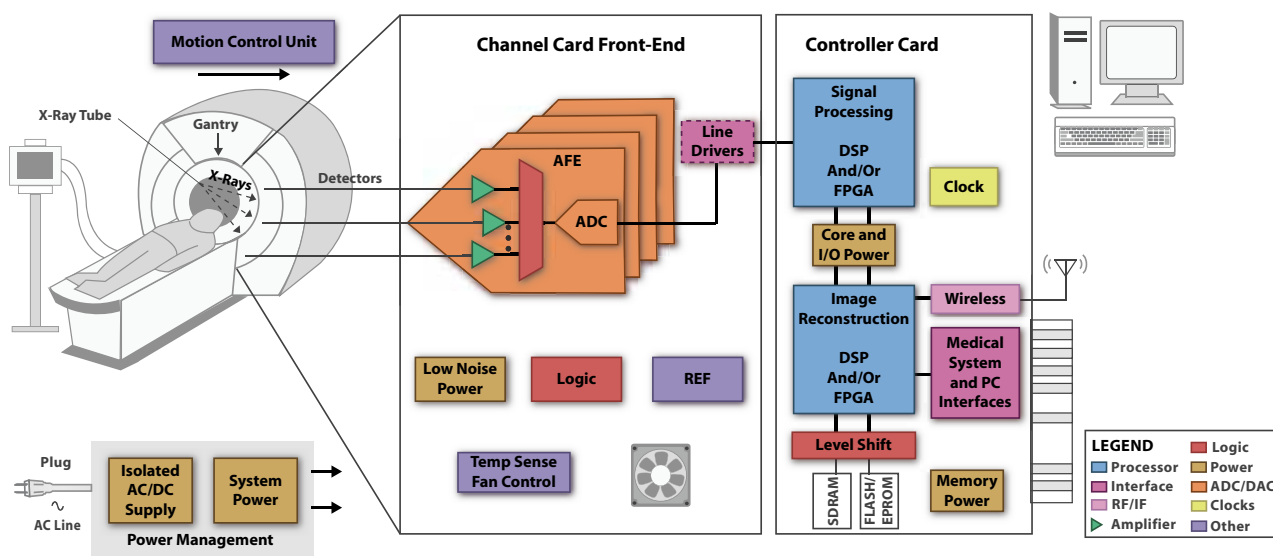 Motion Control Unit
X-Ray Tube
Gantry
X-Rays
Detectors
Channel Card Front-End
AFE
ADC
Line
Drivers
Low Noise
Power
Logic
REF
Temp Sense
Fan Control
Controller Card
Signal
Processing
DSP
And/Or
FPGA
Clock
Core and
I/O Power
Image
Reconstruction
DSP
And/Or
FPGA
Wireless
Medical
System
and PC
Interfaces
Level Shift
SDRAM
FLASH/
EPROM
Memory
Power
Plug
AC Line
Isolated
AC/DC
Supply
System
Power
Power Management
LEGEND
Processor
Interface
RF/IF
Amplifier
Logic
Power
ADC/DAC
Clocks
Other